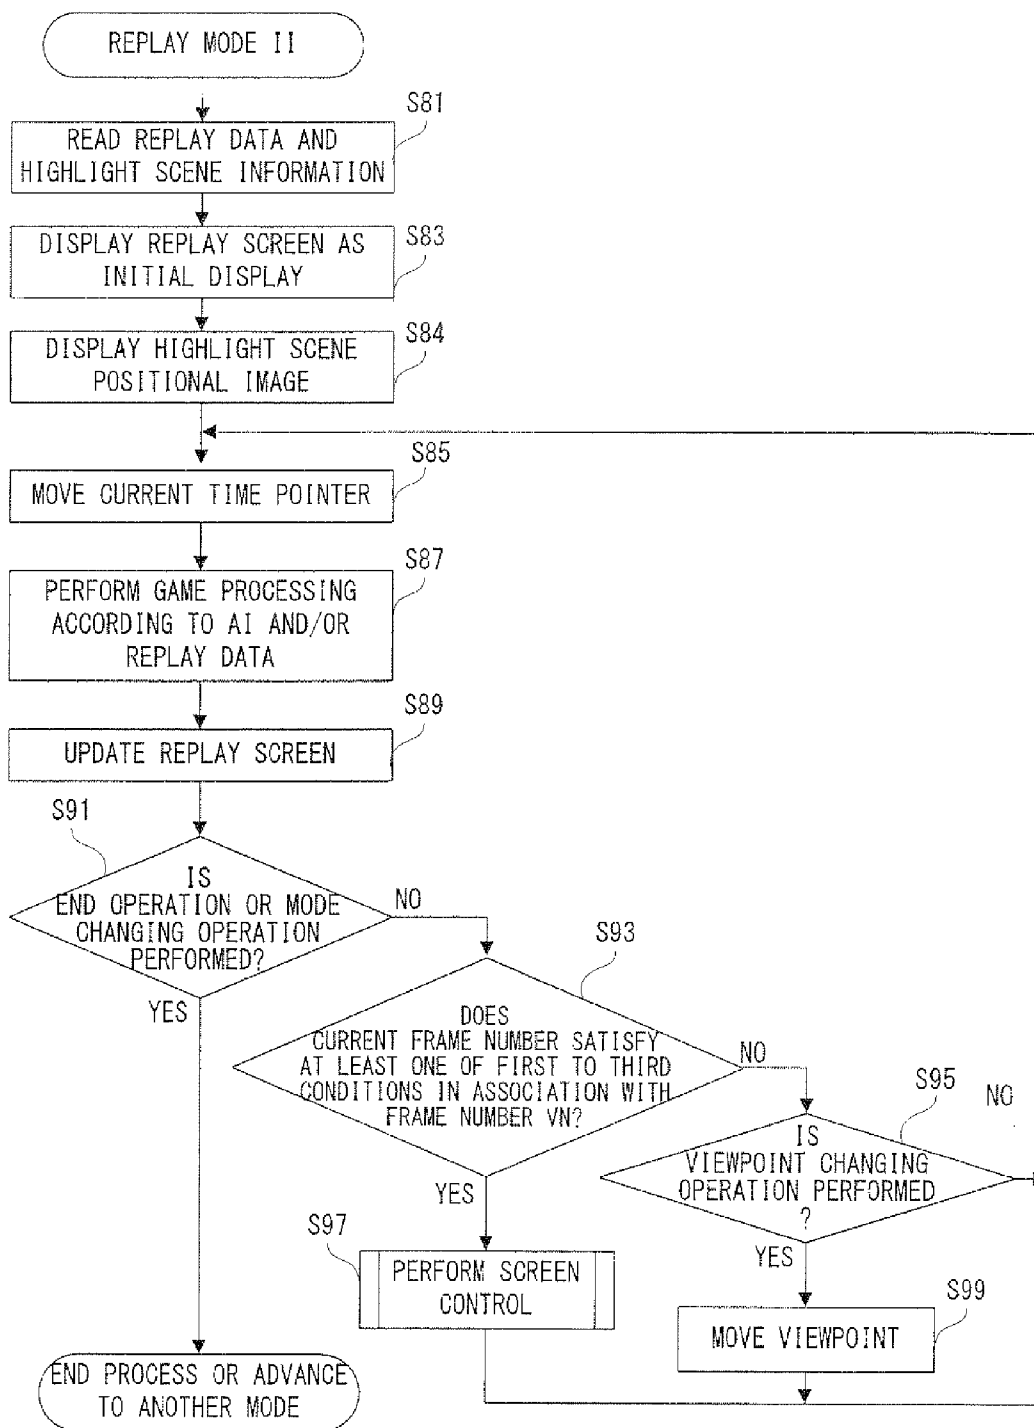 REPLAY MODE II
S81
READ REPLAY DATA AND
HIGHLIGHT SCENE INFORMATION
S83
DISPLAY REPLAY SCREEN AS
INITIAL DISPLAY
S84
DISPLAY HIGHLIGHT SCENE
POSITIONAL IMAGE
S85
MOVE CURRENT TIME POINTER
S87
PERFORM GAME PROCESSING
ACCORDING TO AI AND/OR
REPLAY DATA
S89
UPDATE REPLAY SCREEN
S91
IS
END OPERATION OR MODE
CHANGING OPERATION
PERFORMED?
NO
YES
S93
DOES
CURRENT FRAME NUMBER SATISFY
AT LEAST ONE OF FIRST TO THIRD
CONDITIONS IN ASSOCIATION WITH
FRAME NUMBER VN?
NO
YES
S95
NO
IS
VIEWPOINT CHANGING
OPERATION PERFORMED
?
YES
S97
PERFORM SCREEN
CONTROL
S99
MOVE VIEWPOINT
END PROCESS OR ADVANCE
TO ANOTHER MODE